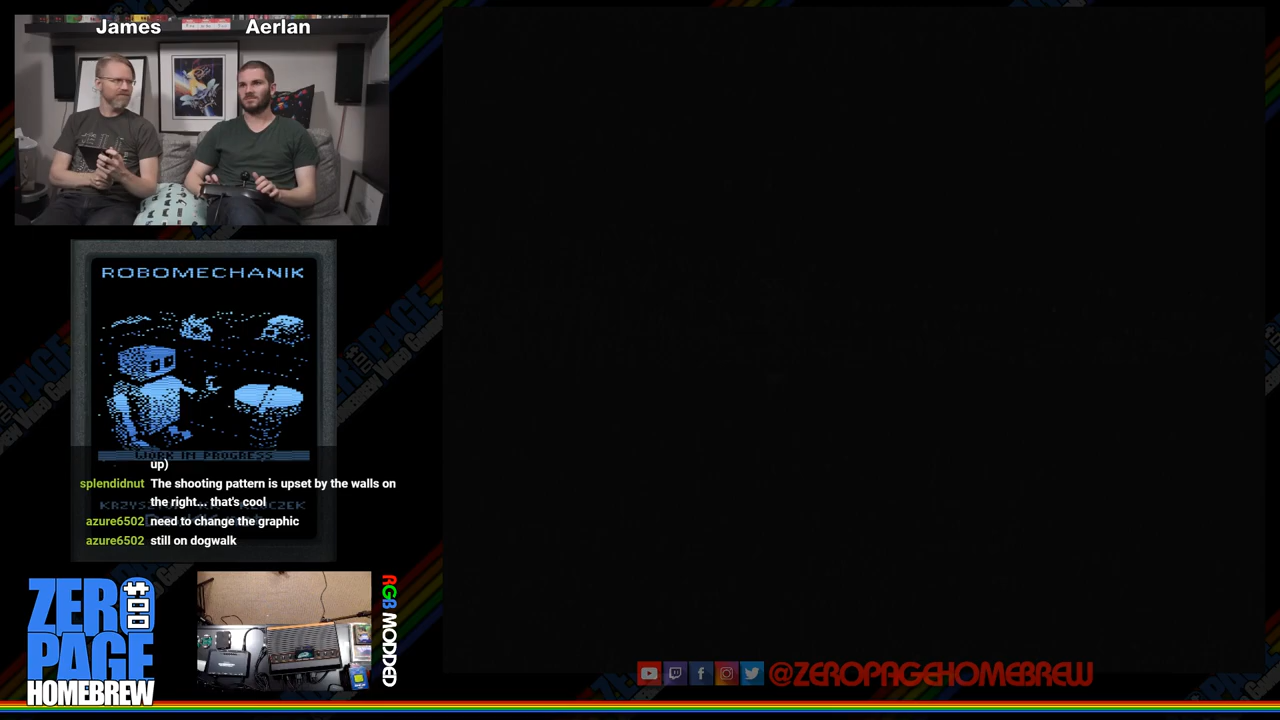 James
Aerlan
ROBOMECHANIK
WORK IN PROGRESS
up)
splendidnut The shooting pattern is upset by the walls on
the right... that's cool
azure6502 need to change the graphic
azure6502 still on dogwalk
ZERO
PAGE
HOMEBREW
RGB MODDED
@ZEROPAGEHOMEBREW